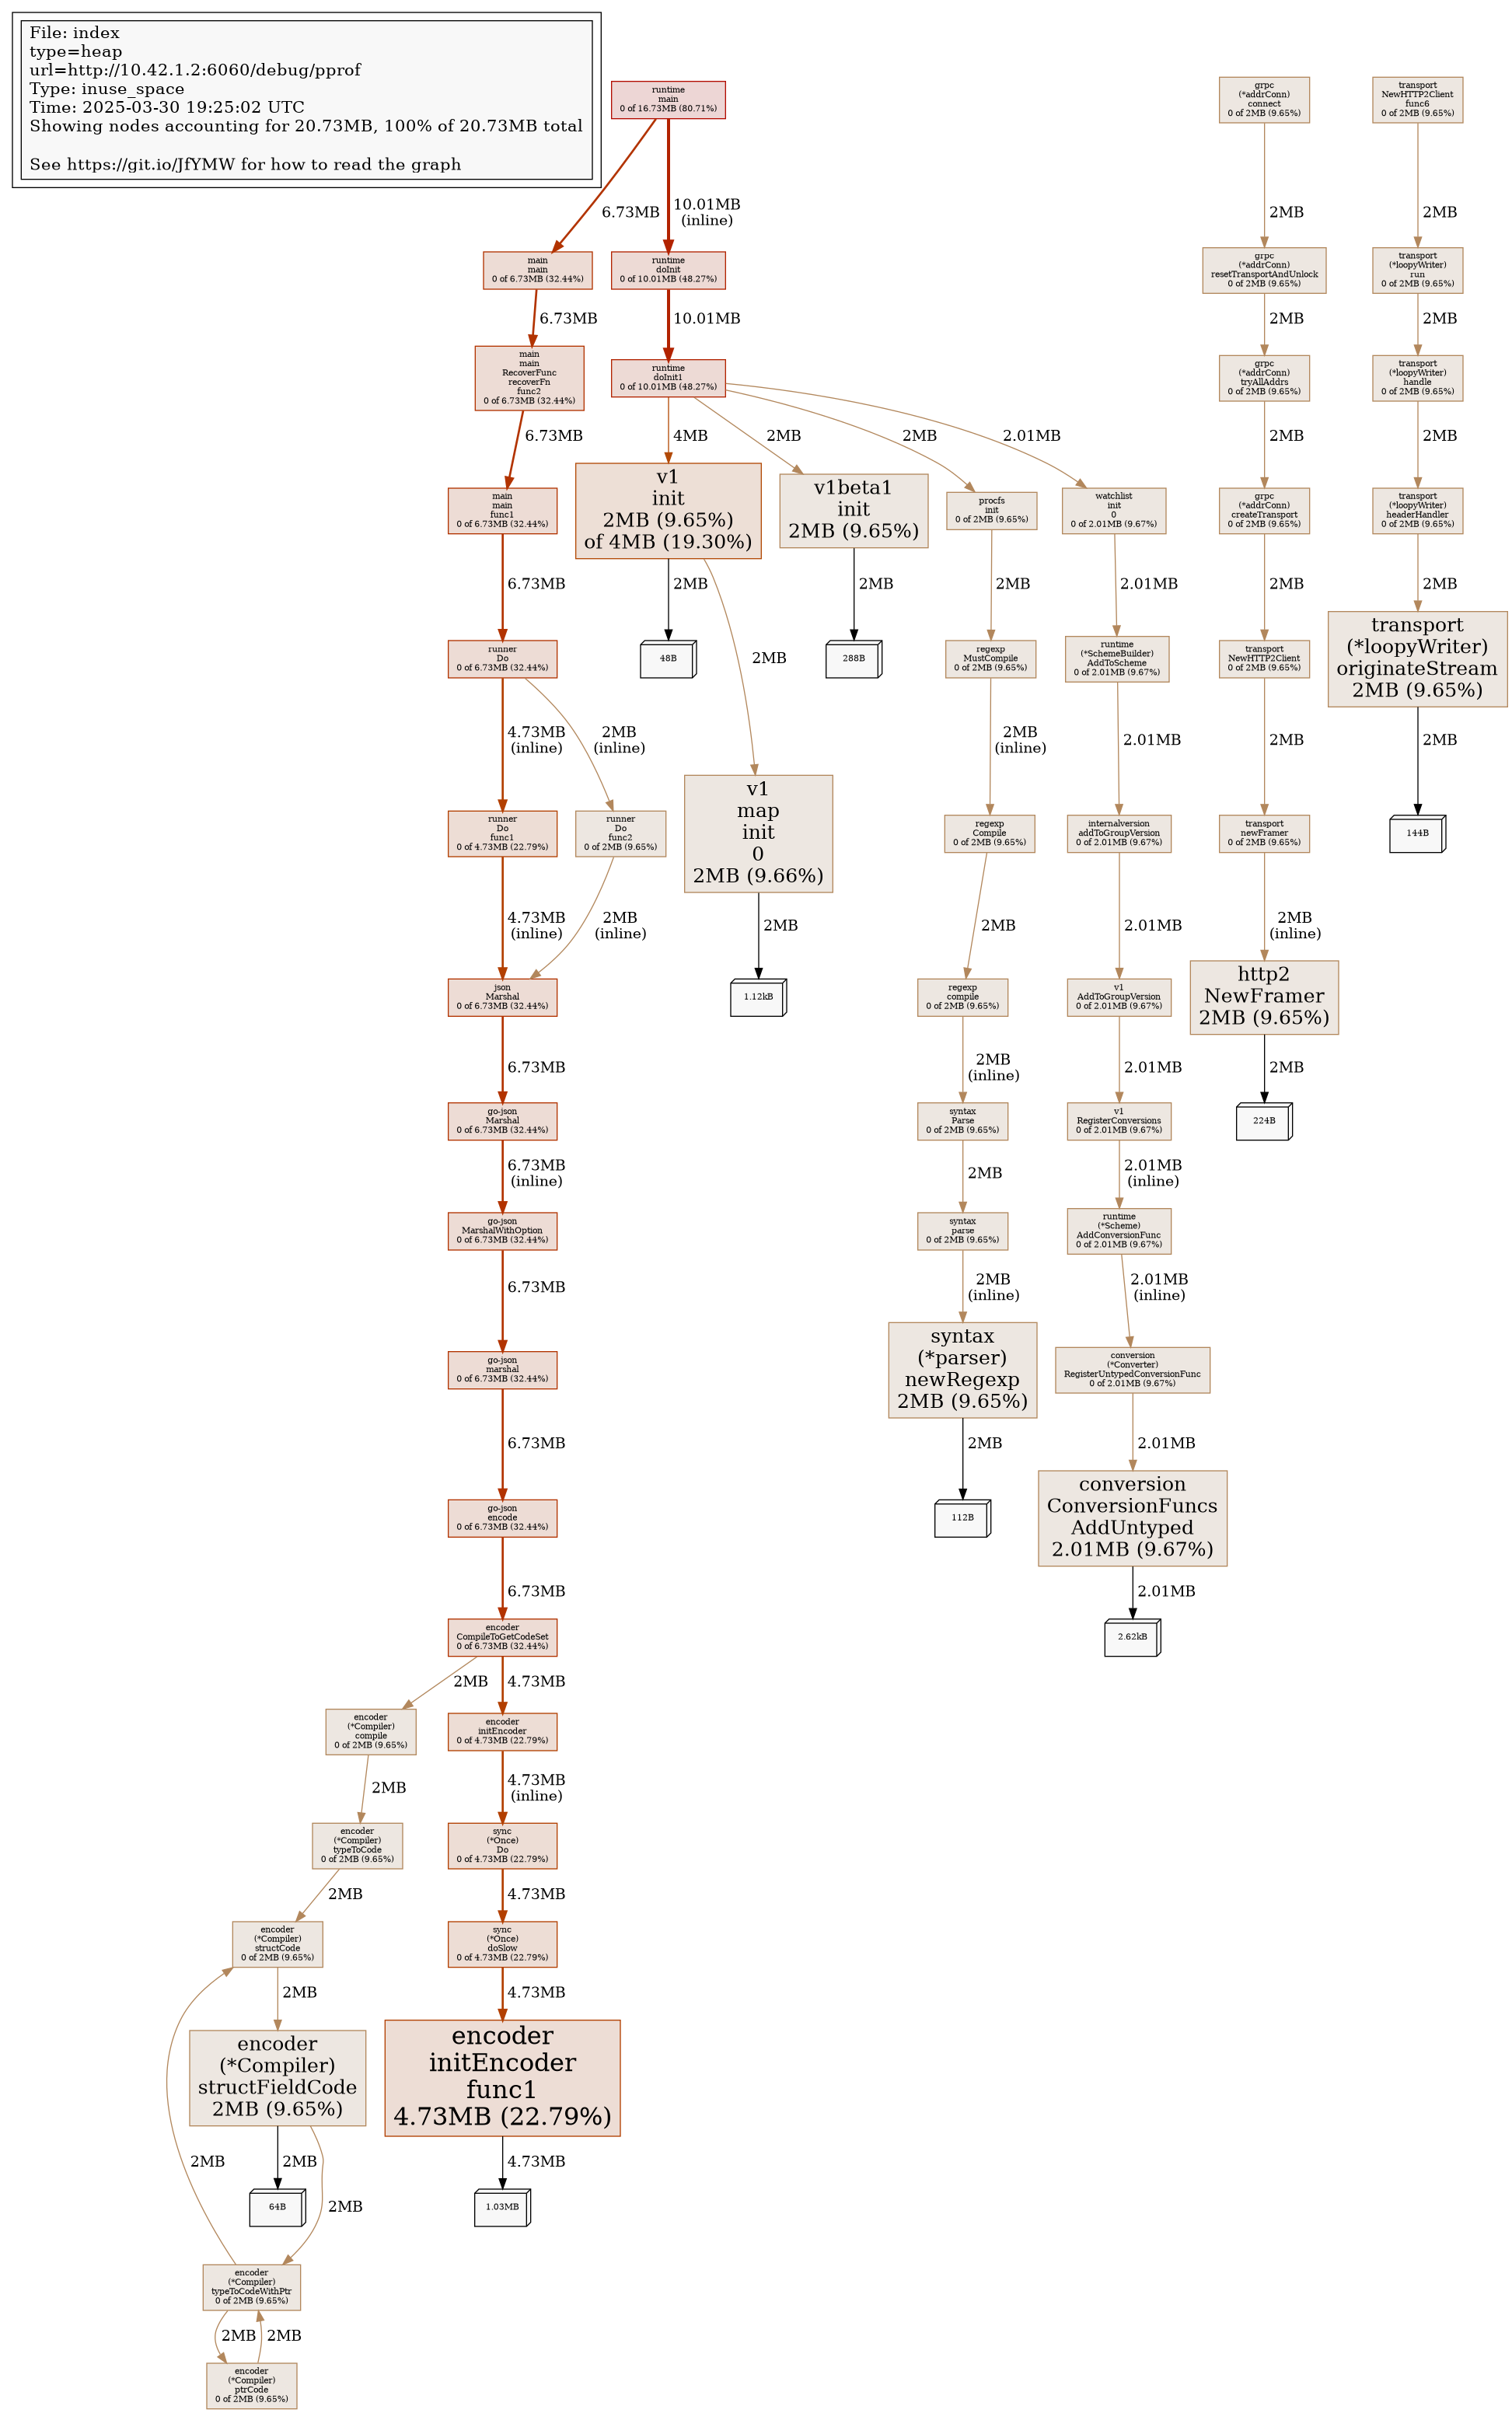 File: index
type=heap
url=http://10.42.1.2:6060/debug/pprof
Type: inuse_space
Time: 2025-03-30 19:25:02 UTC
Showing nodes accounting for 20.73MB, 100% of 20.73MB total
See https://git.io/JfYMW for how to read the graph
runtime
main
0 of 16.73MB (80.71%)
6.73MB
10.01MB
(inline)
main
main
0 of 6.73MB (32.44%)
runtime
doInit
0 of 10.01MB (48.27%)
6.73MB
10.01MB
main
main
RecoverFunc
recoverFn
func2
0 of 6.73MB (32.44%)
runtime
doInit1
0 of 10.01MB (48.27%)
6.73MB
4MB
2MB
2MB
2.01MB
main
main
func1
0 of 6.73MB (32.44%)
v1
init
2MB (9.65%)
of 4MB (19.30%)
v1beta1
init
2MB (9.65%)
procfs
init
0 of 2MB (9.65%)
watchlist
init
0
0 of 2.01MB (9.67%)
6.73MB
2MB
2MB
2MB
2MB
2.01MB
48B
288B
runner
Do
0 of 6.73MB (32.44%)
4.73MB
(inline)
2MB
(inline)
runner
Do
func1
0 of 4.73MB (22.79%)
runner
Do
func2
0 of 2MB (9.65%)
v1
map
init
0
2MB (9.66%)
4.73MB
(inline)
2MB
(inline)
2MB
1.12kB
json
Marshal
0 of 6.73MB (32.44%)
6.73MB
go-json
Marshal
0 of 6.73MB (32.44%)
6.73MB
(inline)
go-json
MarshalWithOption
0 of 6.73MB (32.44%)
6.73MB
go-json
marshal
0 of 6.73MB (32.44%)
6.73MB
go-json
encode
0 of 6.73MB (32.44%)
6.73MB
encoder
CompileToGetCodeSet
0 of 6.73MB (32.44%)
2MB
4.73MB
encoder
(*Compiler)
compile
0 of 2MB (9.65%)
encoder
initEncoder
0 of 4.73MB (22.79%)
2MB
4.73MB
(inline)
encoder
(*Compiler)
typeToCode
0 of 2MB (9.65%)
sync
(*Once)
Do
0 of 4.73MB (22.79%)
2MB
4.73MB
encoder
(*Compiler)
structCode
0 of 2MB (9.65%)
sync
(*Once)
doSlow
0 of 4.73MB (22.79%)
2MB
4.73MB
encoder
(*Compiler)
structFieldCode
2MB (9.65%)
encoder
initEncoder
func1
4.73MB (22.79%)
2MB
2MB
2MB
4.73MB
64B
1.03MB
encoder
(*Compiler)
typeToCodeWithPtr
0 of 2MB (9.65%)
2MB
2MB
encoder
(*Compiler)
ptrCode
0 of 2MB (9.65%)
regexp
MustCompile
0 of 2MB (9.65%)
2MB
(inline)
regexp
Compile
0 of 2MB (9.65%)
2MB
regexp
compile
0 of 2MB (9.65%)
2MB
(inline)
syntax
Parse
0 of 2MB (9.65%)
2MB
syntax
parse
0 of 2MB (9.65%)
2MB
(inline)
syntax
(*parser)
newRegexp
2MB (9.65%)
2MB
112B
runtime
(*SchemeBuilder)
AddToScheme
0 of 2.01MB (9.67%)
2.01MB
internalversion
addToGroupVersion
0 of 2.01MB (9.67%)
2.01MB
v1
AddToGroupVersion
0 of 2.01MB (9.67%)
2.01MB
v1
RegisterConversions
0 of 2.01MB (9.67%)
2.01MB
(inline)
runtime
(*Scheme)
AddConversionFunc
0 of 2.01MB (9.67%)
2.01MB
(inline)
conversion
(*Converter)
RegisterUntypedConversionFunc
0 of 2.01MB (9.67%)
2.01MB
conversion
ConversionFuncs
AddUntyped
2.01MB (9.67%)
2.01MB
2.62kB
grpc
(*addrConn)
connect
0 of 2MB (9.65%)
2MB
grpc
(*addrConn)
resetTransportAndUnlock
0 of 2MB (9.65%)
2MB
grpc
(*addrConn)
tryAllAddrs
0 of 2MB (9.65%)
2MB
grpc
(*addrConn)
createTransport
0 of 2MB (9.65%)
2MB
transport
NewHTTP2Client
0 of 2MB (9.65%)
2MB
transport
newFramer
0 of 2MB (9.65%)
2MB
(inline)
http2
NewFramer
2MB (9.65%)
2MB
224B
transport
NewHTTP2Client
func6
0 of 2MB (9.65%)
2MB
transport
(*loopyWriter)
run
0 of 2MB (9.65%)
2MB
transport
(*loopyWriter)
handle
0 of 2MB (9.65%)
2MB
transport
(*loopyWriter)
headerHandler
0 of 2MB (9.65%)
2MB
transport
(*loopyWriter)
originateStream
2MB (9.65%)
2MB
144B